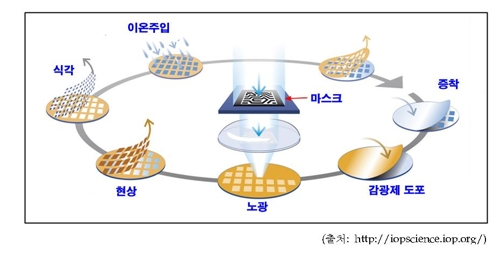 이온주입
식각
증착
마스크
현상
노광
감광제 도포
(출처: http://iopscience.iop.org/)